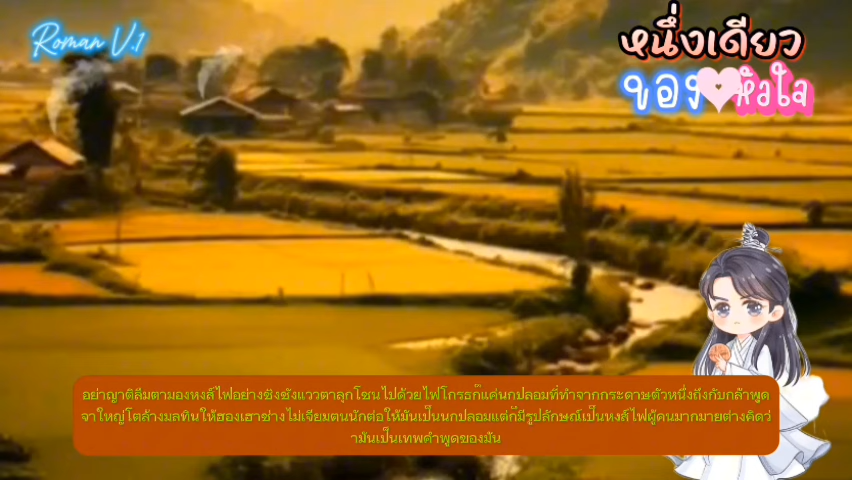 Roman V.1
หนึ่งเดียว
ของหัวใจ
อย่าญาติลืมตามองหงส์ไฟอย่างชิงชังแววตาลุกโชนไปด้วยไฟโกรธก็แค่นกปลอมที่ทำจากกระดาษตัวหนึ่งถึงกับกล้าพูด
จาใหญ่โตล้างมลทินให้ฮองเฮาช่างไม่เจียมตนนักต่อให้มันเป็นนกปลอมแต่ก็มีรูปลักษณ์เป็นหงส์ไฟผู้คนมากมายต่างคิดว่
ามันเป็นเทพคำพูดของมัน